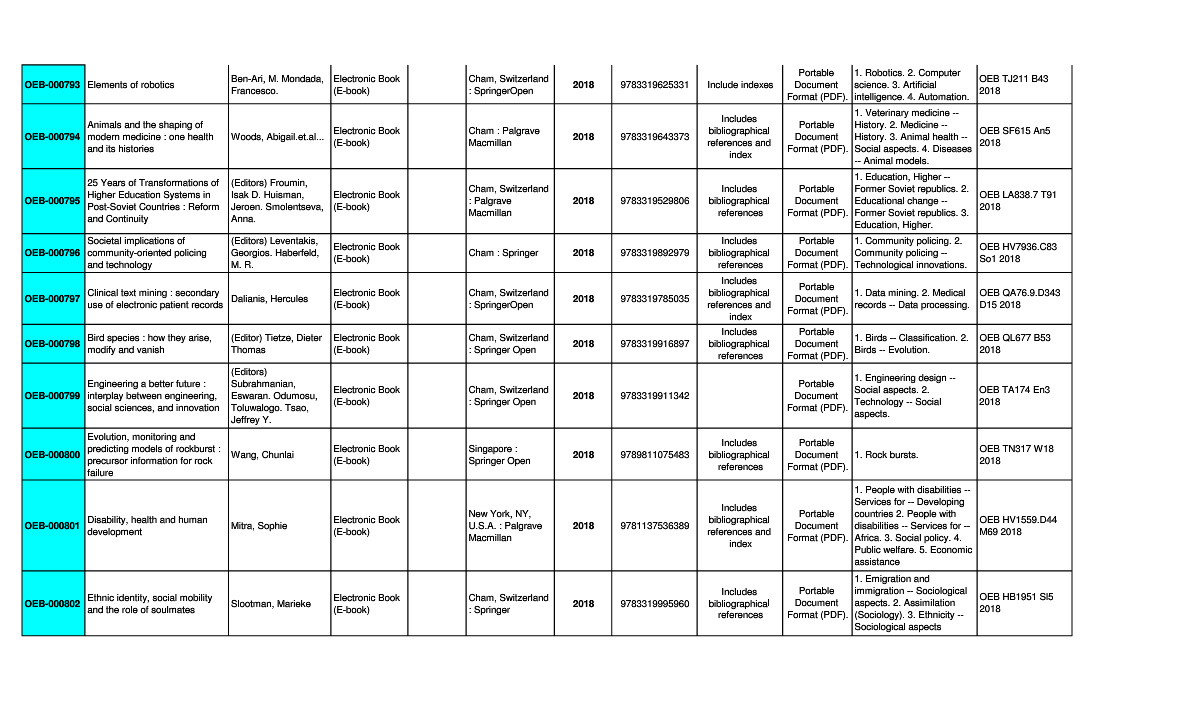 OEB-000793
Elements of robotics
Ben-Ari, M. Mondada,
Francesco.
Electronic Book
(E-book)
Cham, Switzerland
: SpringerOpen
2018
9783319625331
Include indexes
Portable
Document
Format (PDF).
1. Robotics. 2. Computer
science. 3. Artificial
intelligence. 4. Automation.
OEB TJ211 B43
2018
OEB-000794
Animals and the shaping of
modern medicine : one health
and its histories
Woods, Abigail.et.al...
Electronic Book
(E-book)
Cham : Palgrave
Macmillan
2018
9783319643373
Includes
bibliographical
references and
index
Portable
Document
Format (PDF).
1. Veterinary medicine --
History. 2. Medicine --
History. 3. Animal health --
Social aspects. 4. Diseases
-- Animal models.
OEB SF615 An5
2018
OEB-000795
25 Years of Transformations of
Higher Education Systems in
Post-Soviet Countries : Reform
and Continuity
(Editors) Froumin,
Isak D. Huisman,
Jeroen. Smolentseva,
Anna.
Electronic Book
(E-book)
Cham, Switzerland
: Palgrave
Macmillan
2018
9783319529806
Includes
bibliographical
references
Portable
Document
Format (PDF).
1. Education, Higher --
Former Soviet republics. 2.
Educational change --
Former Soviet republics. 3.
Education, Higher.
OEB LA838.7 T91
2018
OEB-000796
Societal implications of
community-oriented policing
and technology
(Editors) Leventakis,
Georgios. Haberfeld,
M. R.
Electronic Book
(E-book)
Cham : Springer
2018
9783319892979
Includes
bibliographical
references
Portable
Document
Format (PDF).
1. Community policing. 2.
Community policing --
Technological innovations.
OEB HV7936.C83
So1 2018
OEB-000797
Clinical text mining : secondary
use of electronic patient records
Dalianis, Hercules
Electronic Book
(E-book)
Cham, Switzerland
: SpringerOpen
2018
9783319785035
Includes
bibliographical
references and
index
Portable
Document
Format (PDF).
1. Data mining. 2. Medical
records -- Data processing.
OEB QA76.9.D343
D15 2018
OEB-000798
Bird species : how they arise,
modify and vanish
(Editor) Tietze, Dieter
Thomas
Electronic Book
(E-book)
Cham, Switzerland
: Springer Open
2018
9783319916897
Includes
bibliographical
references
Portable
Document
Format (PDF).
1. Birds -- Classification. 2.
Birds -- Evolution.
OEB QL677 B53
2018
OEB-000799
Engineering a better future :
interplay between engineering,
social sciences, and innovation
(Editors)
Subrahmanian,
Eswaran. Odumosu,
Toluwalogo. Tsao,
Jeffrey Y.
Electronic Book
(E-book)
Cham, Switzerland
: Springer Open
2018
9783319911342
Portable
Document
Format (PDF).
1. Engineering design --
Social aspects. 2.
Technology -- Social
aspects.
OEB TA174 En3
2018
OEB-000800
Evolution, monitoring and
predicting models of rockburst :
precursor information for rock
failure
Wang, Chunlai
Electronic Book
(E-book)
Singapore :
Springer Open
2018
9789811075483
Includes
bibliographical
references
Portable
Document
Format (PDF).
1. Rock bursts.
OEB TN317 W18
2018
OEB-000801
Disability, health and human
development
Mitra, Sophie
Electronic Book
(E-book)
New York, NY,
U.S.A. : Palgrave
Macmillan
2018
9781137536389
Includes
bibliographical
references and
index
Portable
Document
Format (PDF).
1. People with disabilities --
Services for -- Developing
countries 2. People with
disabilities -- Services for --
Africa. 3. Social policy. 4.
Public welfare. 5. Economic
assistance
OEB HV1559.D44
M69 2018
OEB-000802
Ethnic identity, social mobility
and the role of soulmates
Slootman, Marieke
Electronic Book
(E-book)
Cham, Switzerland
: Springer
2018
9783319995960
Includes
bibliographical
references
Portable
Document
Format (PDF).
1. Emigration and
immigration -- Sociological
aspects. 2. Assimilation
(Sociology). 3. Ethnicity --
Sociological aspects
OEB HB1951 Sl5
2018